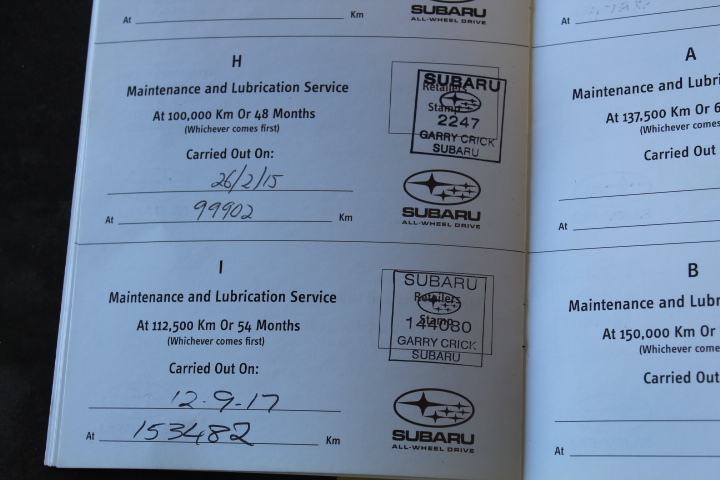 At Km
SUBARU
ALL-WHEEL DRIVE
H
Maintenance and Lubrication Service
At 100,000 Km Or 48 Months
(Whichever comes first)
Carried Out On:
26/2/15
At 99902 Km
Retailers
Stamp
SUBARU
2247
GARRY CRICK
SUBARU
SUBARU
ALL-WHEEL DRIVE
I
Maintenance and Lubrication Service
At 112,500 Km Or 54 Months
(Whichever comes first)
Carried Out On:
12-9-17
At 153482 Km
Retailers
Stamp
SUBARU
144080
GARRY CRICK
SUBARU
SUBARU
ALL-WHEEL DRIVE
At
A
Maintenance and Lubri
At 137,500 Km Or 6
(Whichever comes
Carried Out
At
B
Maintenance and Lubr
At 150,000 Km Or
(Whichever come
Carried Out
At